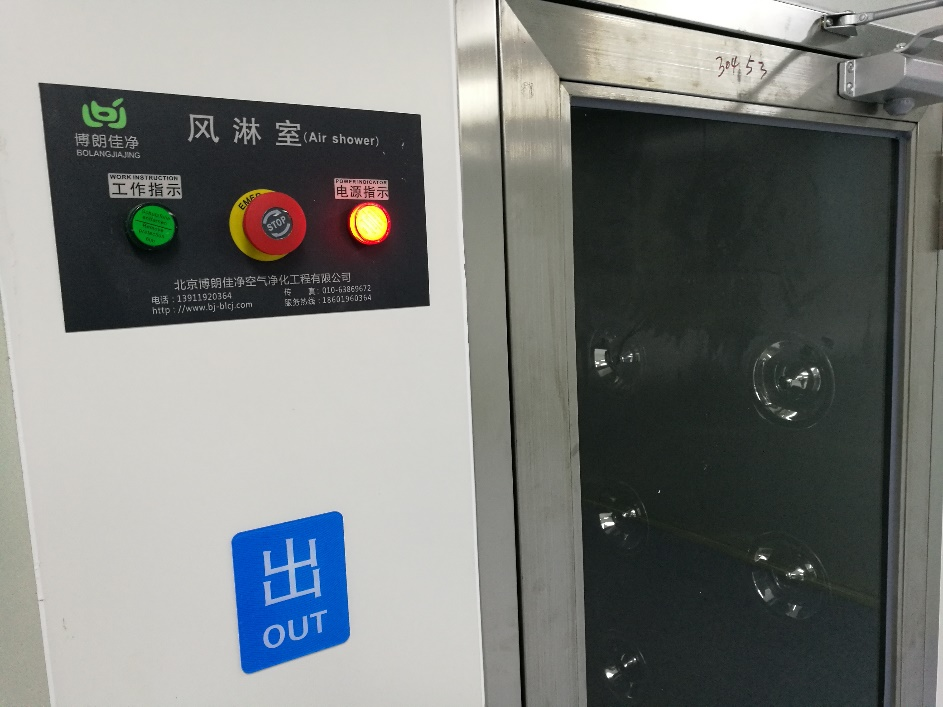 博朗佳净
BOLANGJIAJING
风淋室(Air shower)
WORK INSTRUCTION
工作指示
POWER INDICATOR
电源指示
EMER
STOP
北京博朗佳净空气净化工程有限公司
电话：13911920364 传 真：010-63869672
http://www.bj-blcj.com 服务热线：18601960364
304 53
出
OUT